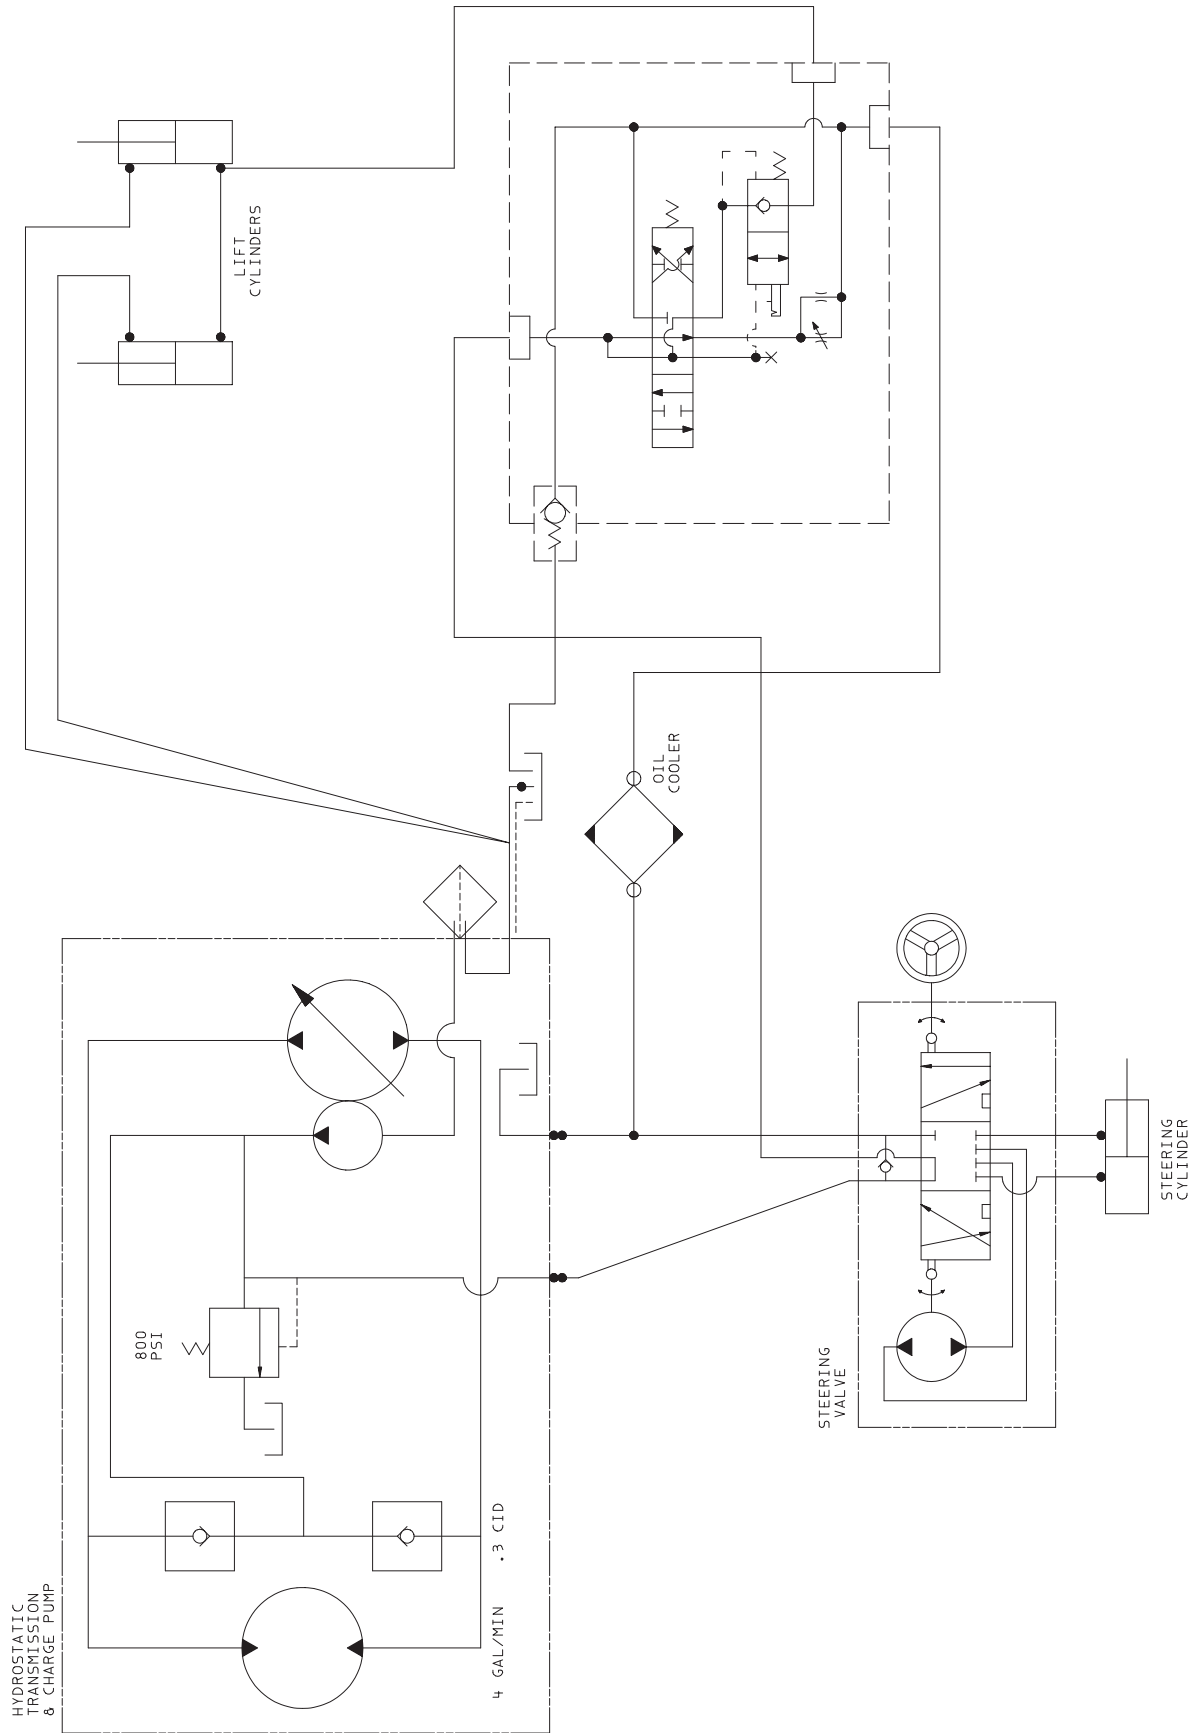 HYDROSTATIC
TRANSMISSION
& CHARGE PUMP
4 GAL/MIN .3 CID
800
PSI
LIFT
CYLINDERS
OIL
COOLER
STEERING
VALVE
STEERING
CYLINDER